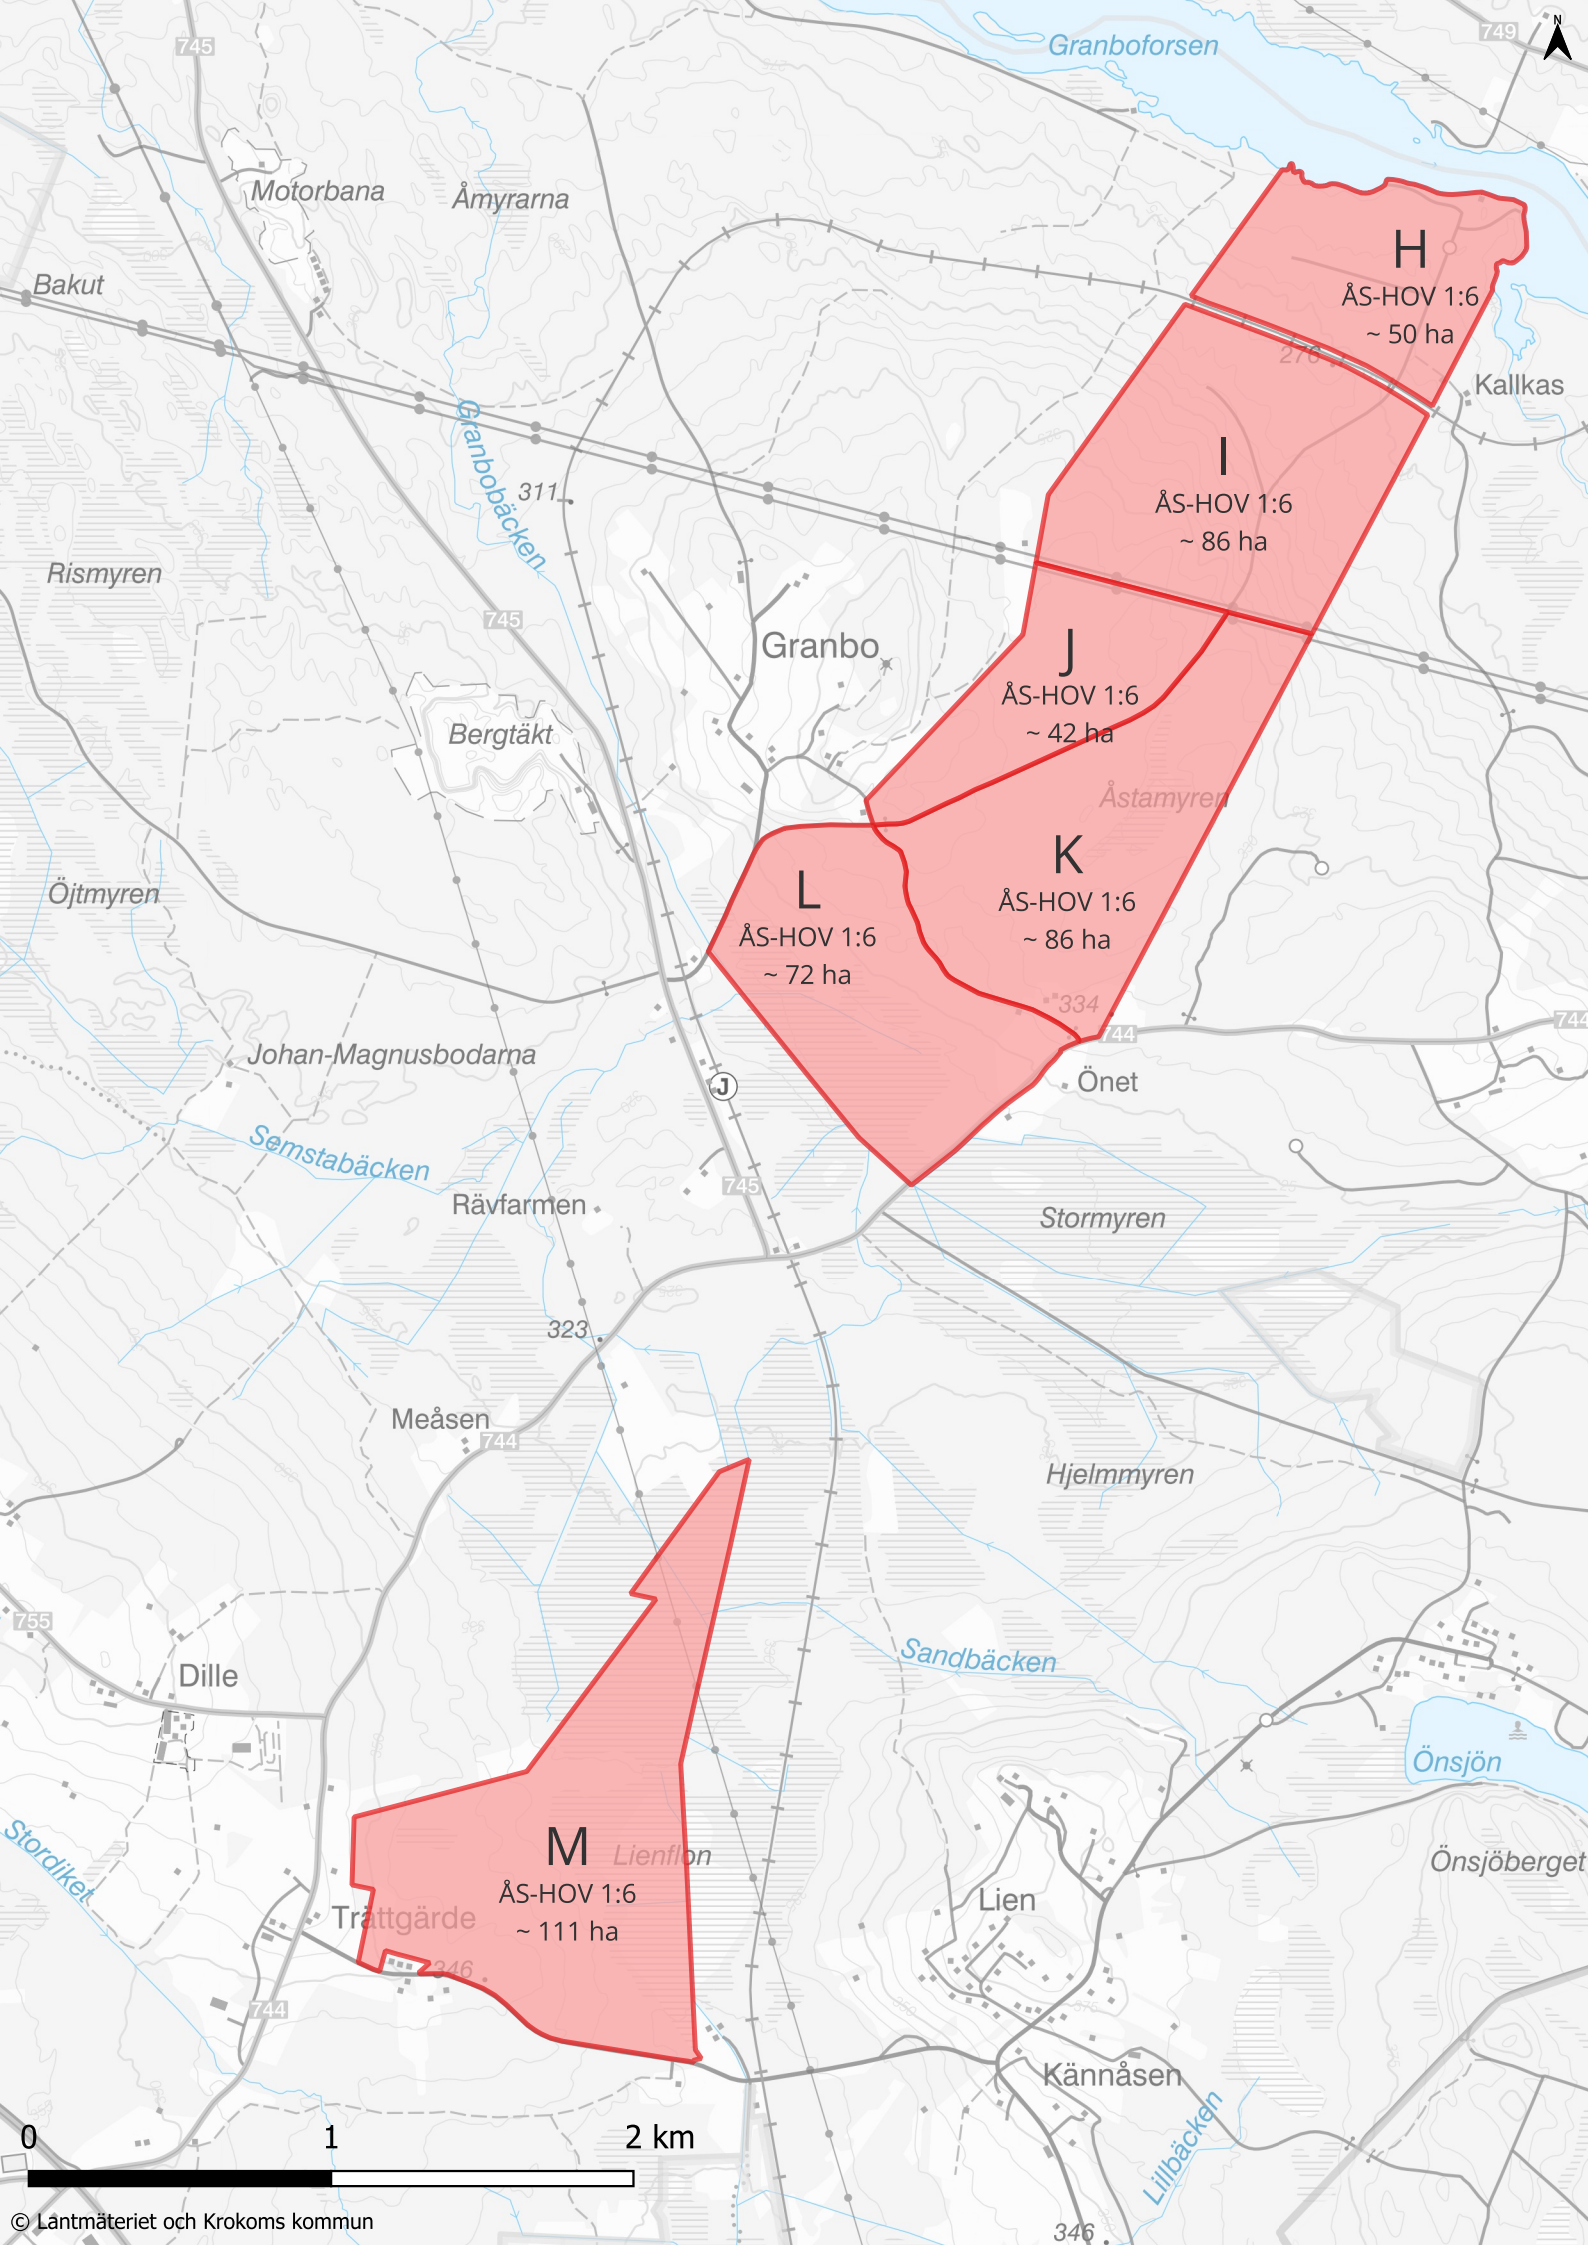 N
749
Granboforsen
745
Motorbana
Åmyrarna
Bakut
H
ÅS-HOV 1:6
~ 50 ha
276
Kallkas
Granbobäcken
311
I
ÅS-HOV 1:6
~ 86 ha
Rismyren
745
Granbo
J
ÅS-HOV 1:6
~ 42 ha
Bergtäkt
Åstamyren
K
ÅS-HOV 1:6
~ 86 ha
L
ÅS-HOV 1:6
~ 72 ha
Öjtmyren
334
744
744
Johan-Magnusbodarna
J
Önet
Semstabäcken
745
Rävfarmen
Stormyren
323
Meåsen
744
Hjelmmyren
755
Sandbäcken
Dille
Önsjön
Stordiket
M
ÅS-HOV 1:6
~ 111 ha
Lienflon
Önsjöberget
Lien
Trättgärde
346
744
Kännåsen
Lillbäcken
0 1 2 km
© Lantmäteriet och Krokoms kommun
346